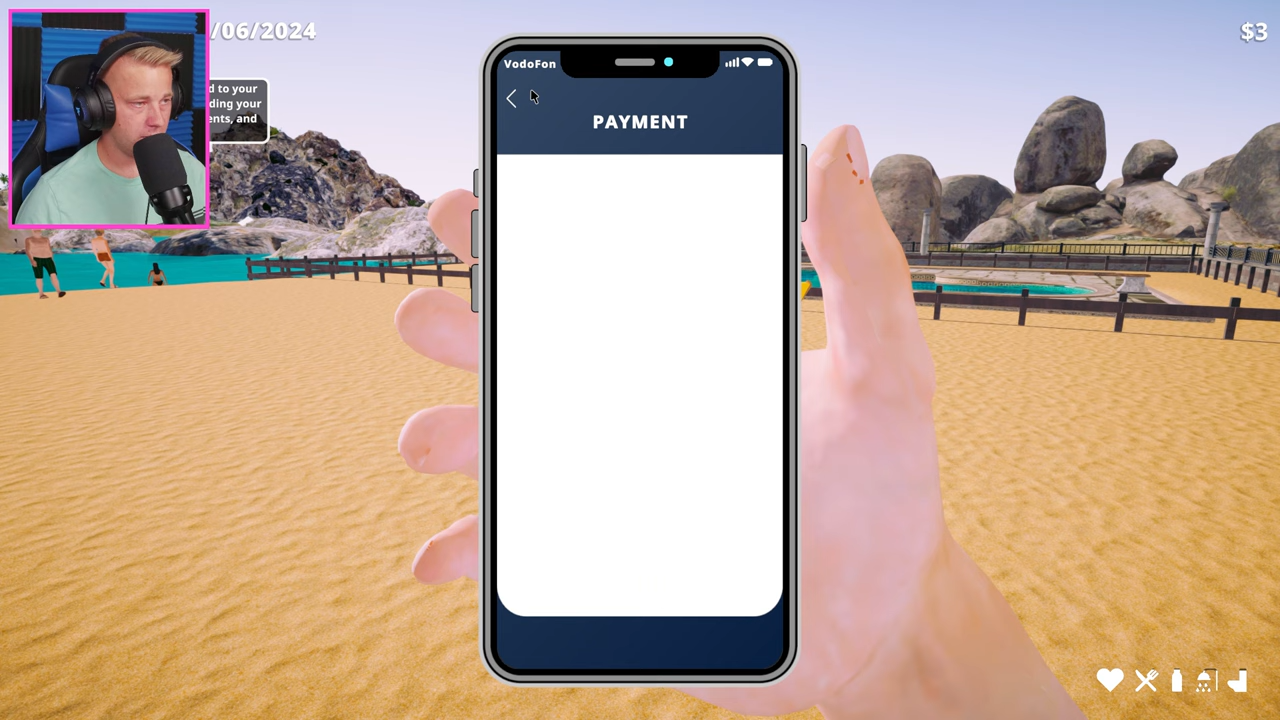 /06/2024
$3
VodoFon
d to your
ding your
ents, and
PAYMENT